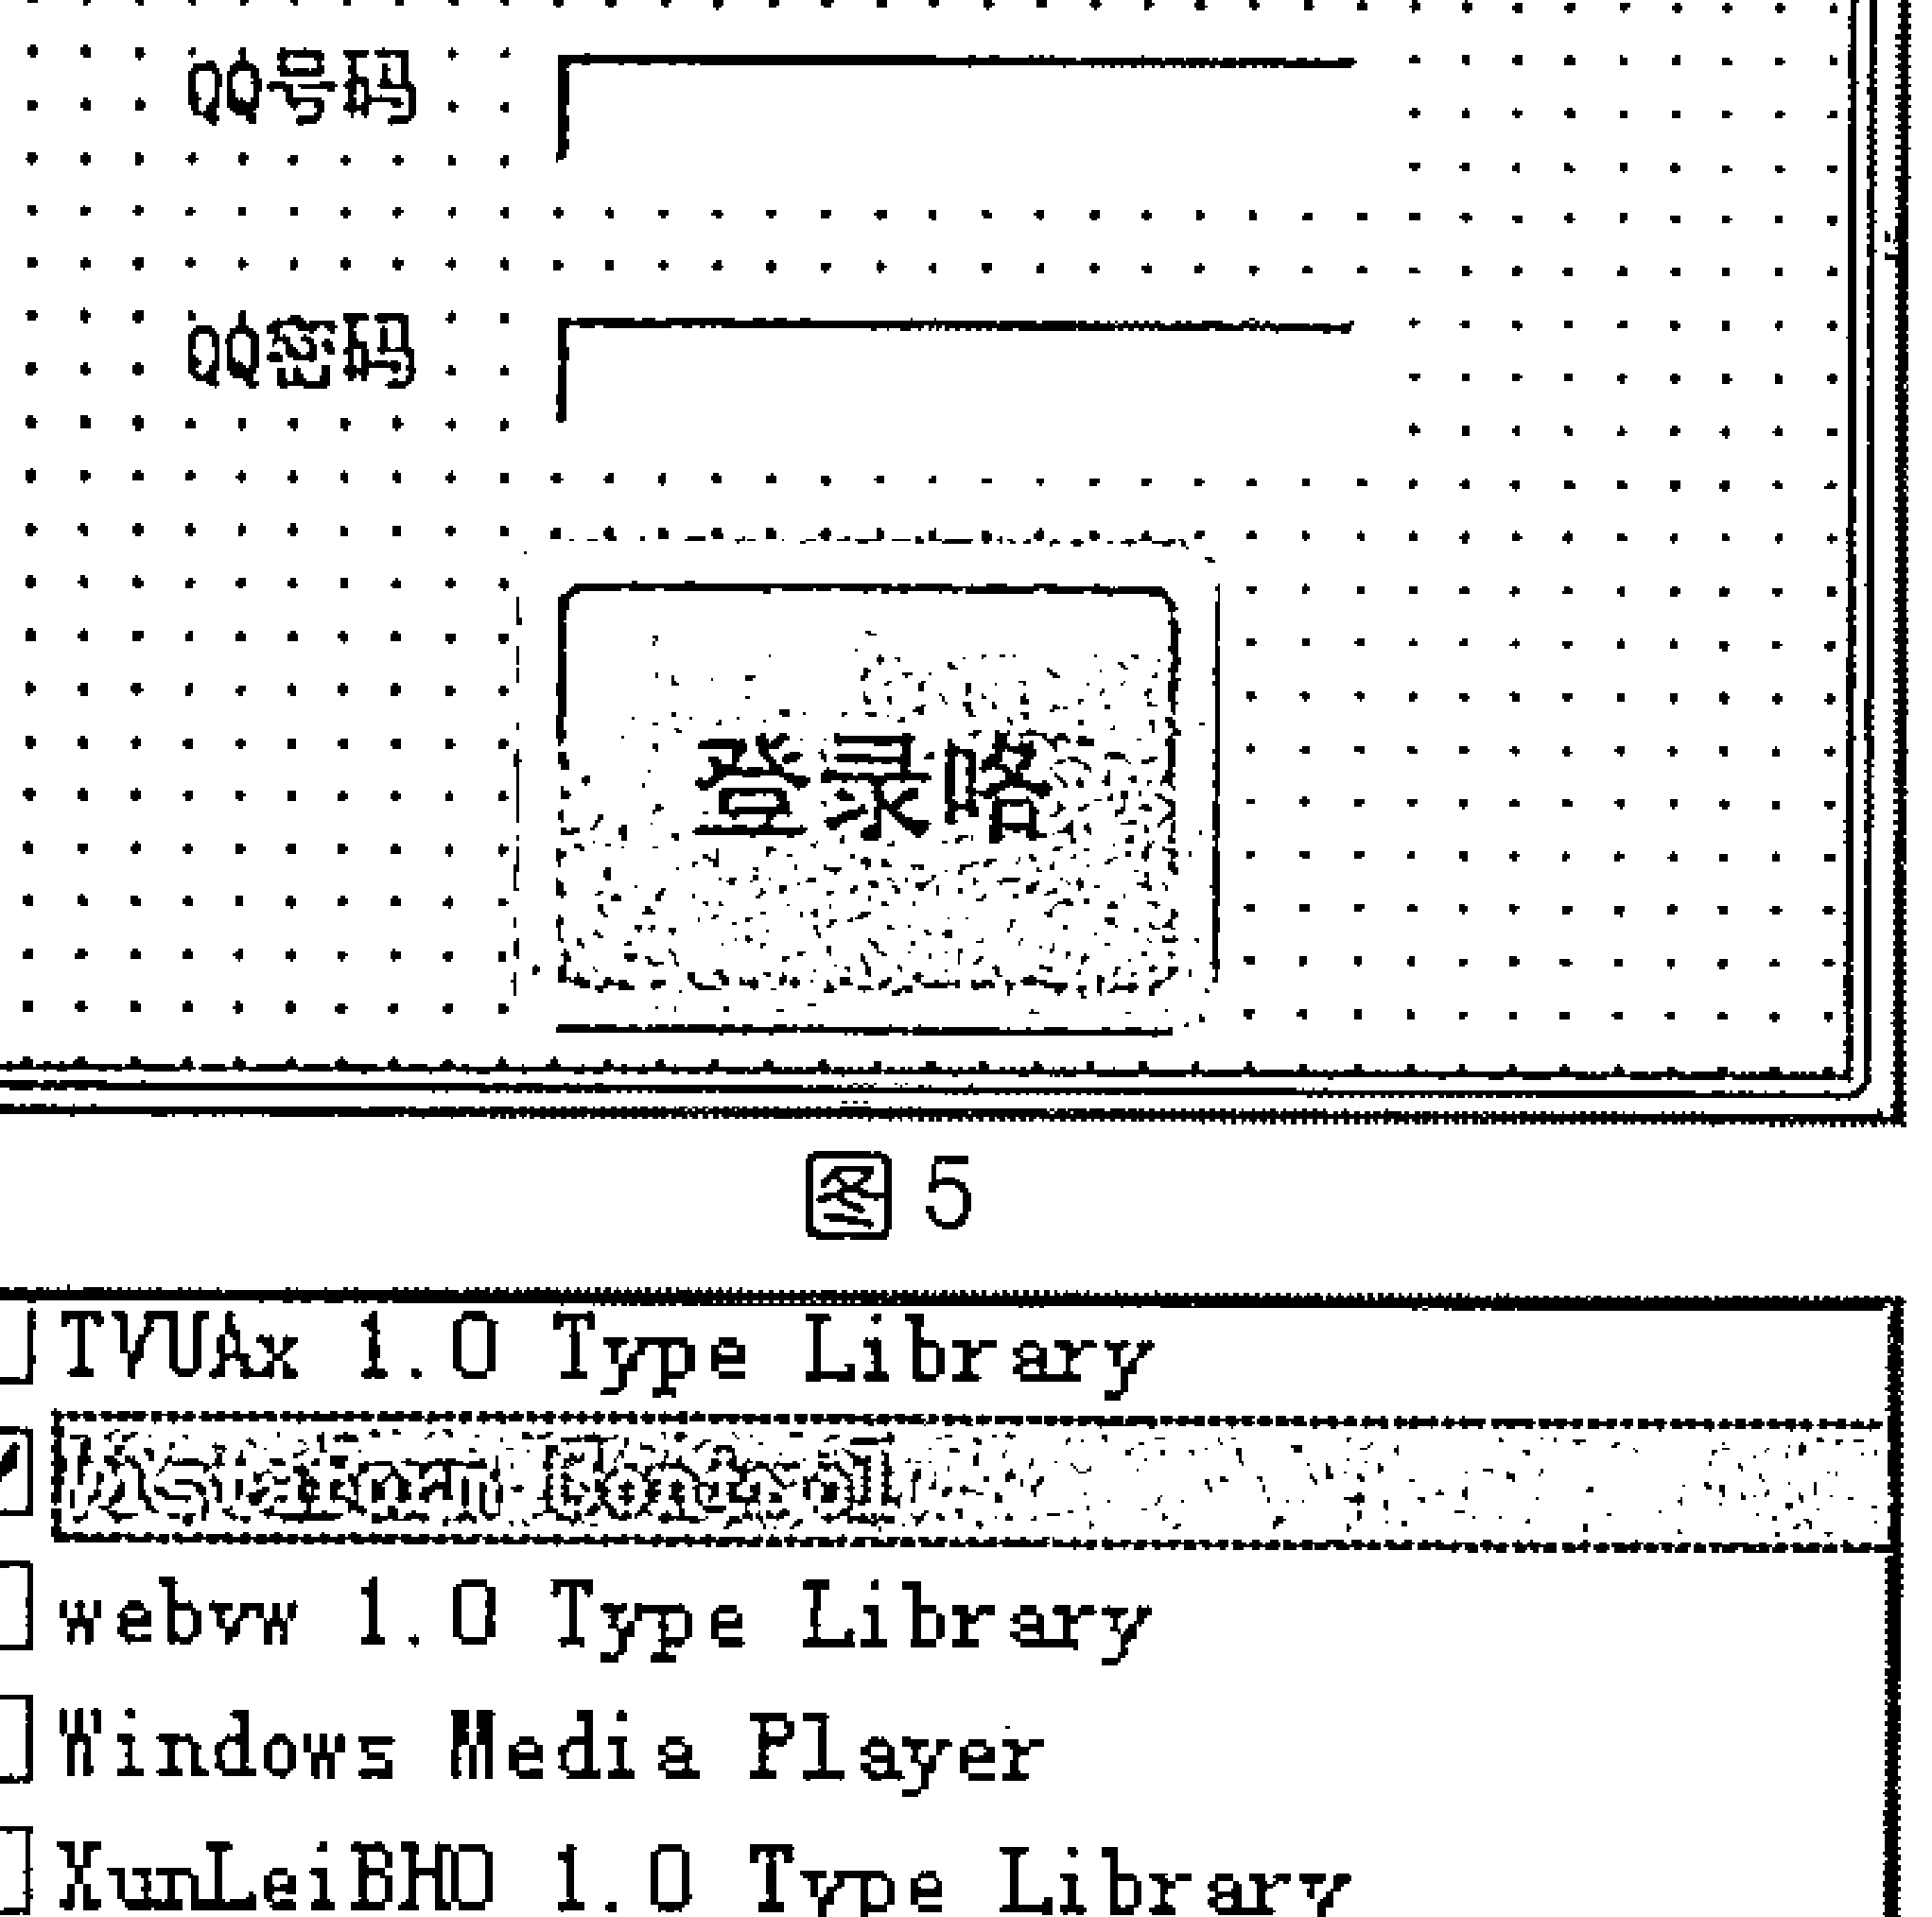 QQ号码
QQ密码
登录咯
图 5
TVUAx 1.0 Type Library
Control
webvw 1.0 Type Library
Windows Media Player
XunLeiBHO 1.0 Type Library